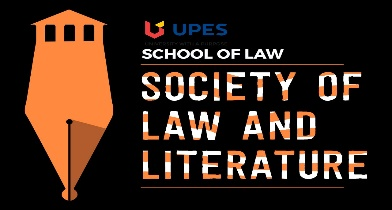 UPES
SCHOOL OF LAW
SOCIETY OF
LAW AND
LITERATURE